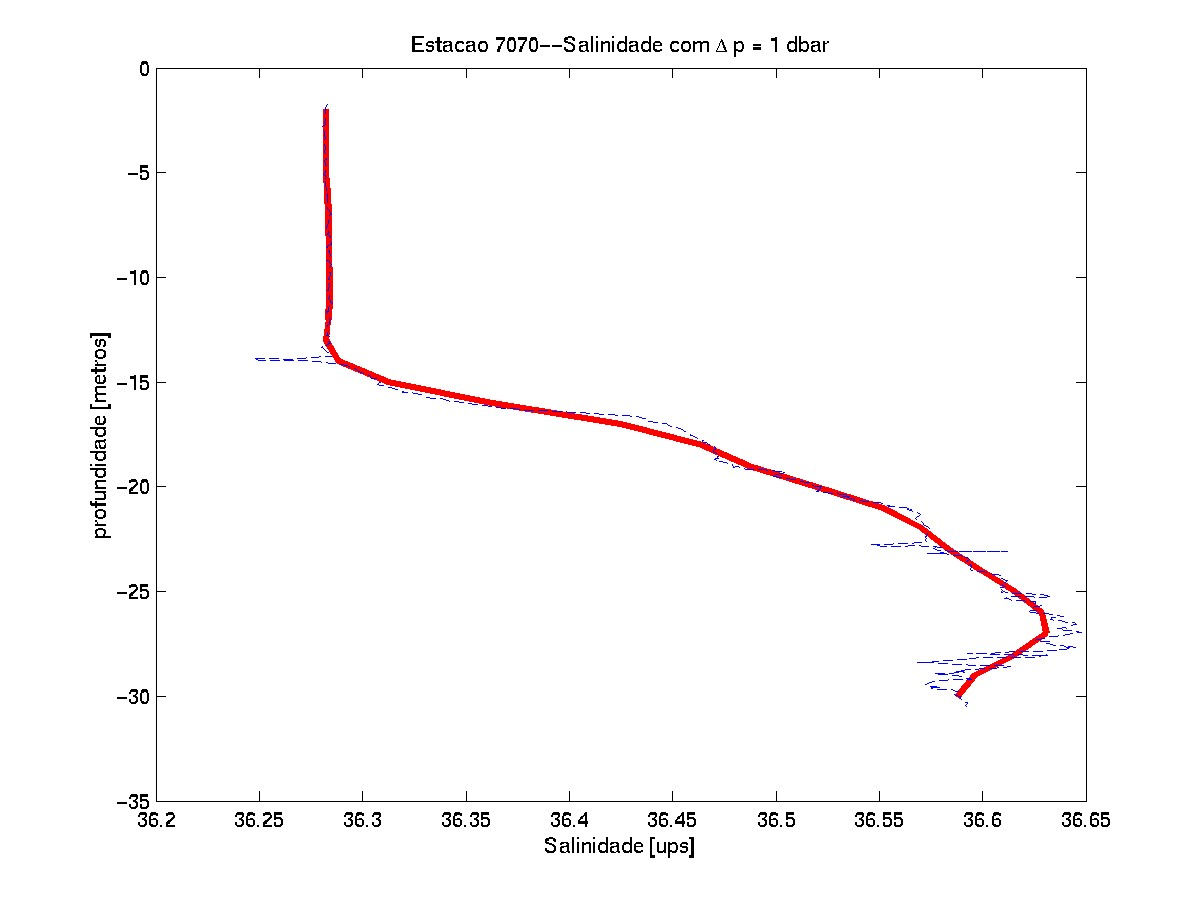 Estacao 7070--Salinidade com Δ p = 1 dbar
0
-5
-10
-15
-20
-25
-30
-35
profundidade [metros]
36.2 36.25 36.3 36.35 36.4 36.45 36.5 36.55 36.6 36.65
Salinidade [ups]